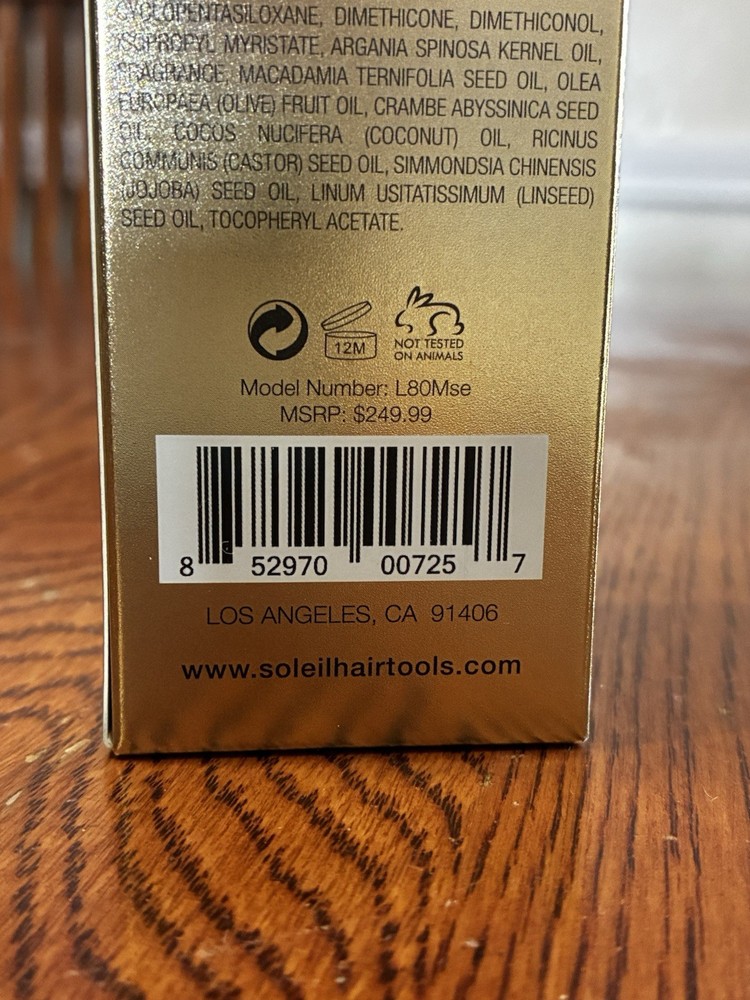 CYCLOPENTASILOXANE, DIMETHICONE, DIMETHICONOL,
ISOPROPYL MYRISTATE, ARGANIA SPINOSA KERNEL OIL,
FRAGRANCE, MACADAMIA TERNIFOLIA SEED OIL, OLEA
EUROPAEA (OLIVE) FRUIT OIL, CRAMBE ABYSSINICA SEED
OIL, COCOS NUCIFERA (COCONUT) OIL, RICINUS
COMMUNIS (CASTOR) SEED OIL, SIMMONDSIA CHINENSIS
(JOJOBA) SEED OIL, LINUM USITATISSIMUM (LINSEED)
SEED OIL, TOCOPHERYL ACETATE.
12M
NOT TESTED
ON ANIMALS
Model Number: L80Mse
MSRP: $249.99
8 52970 00725 7
LOS ANGELES, CA 91406
www.soleilhairtools.com